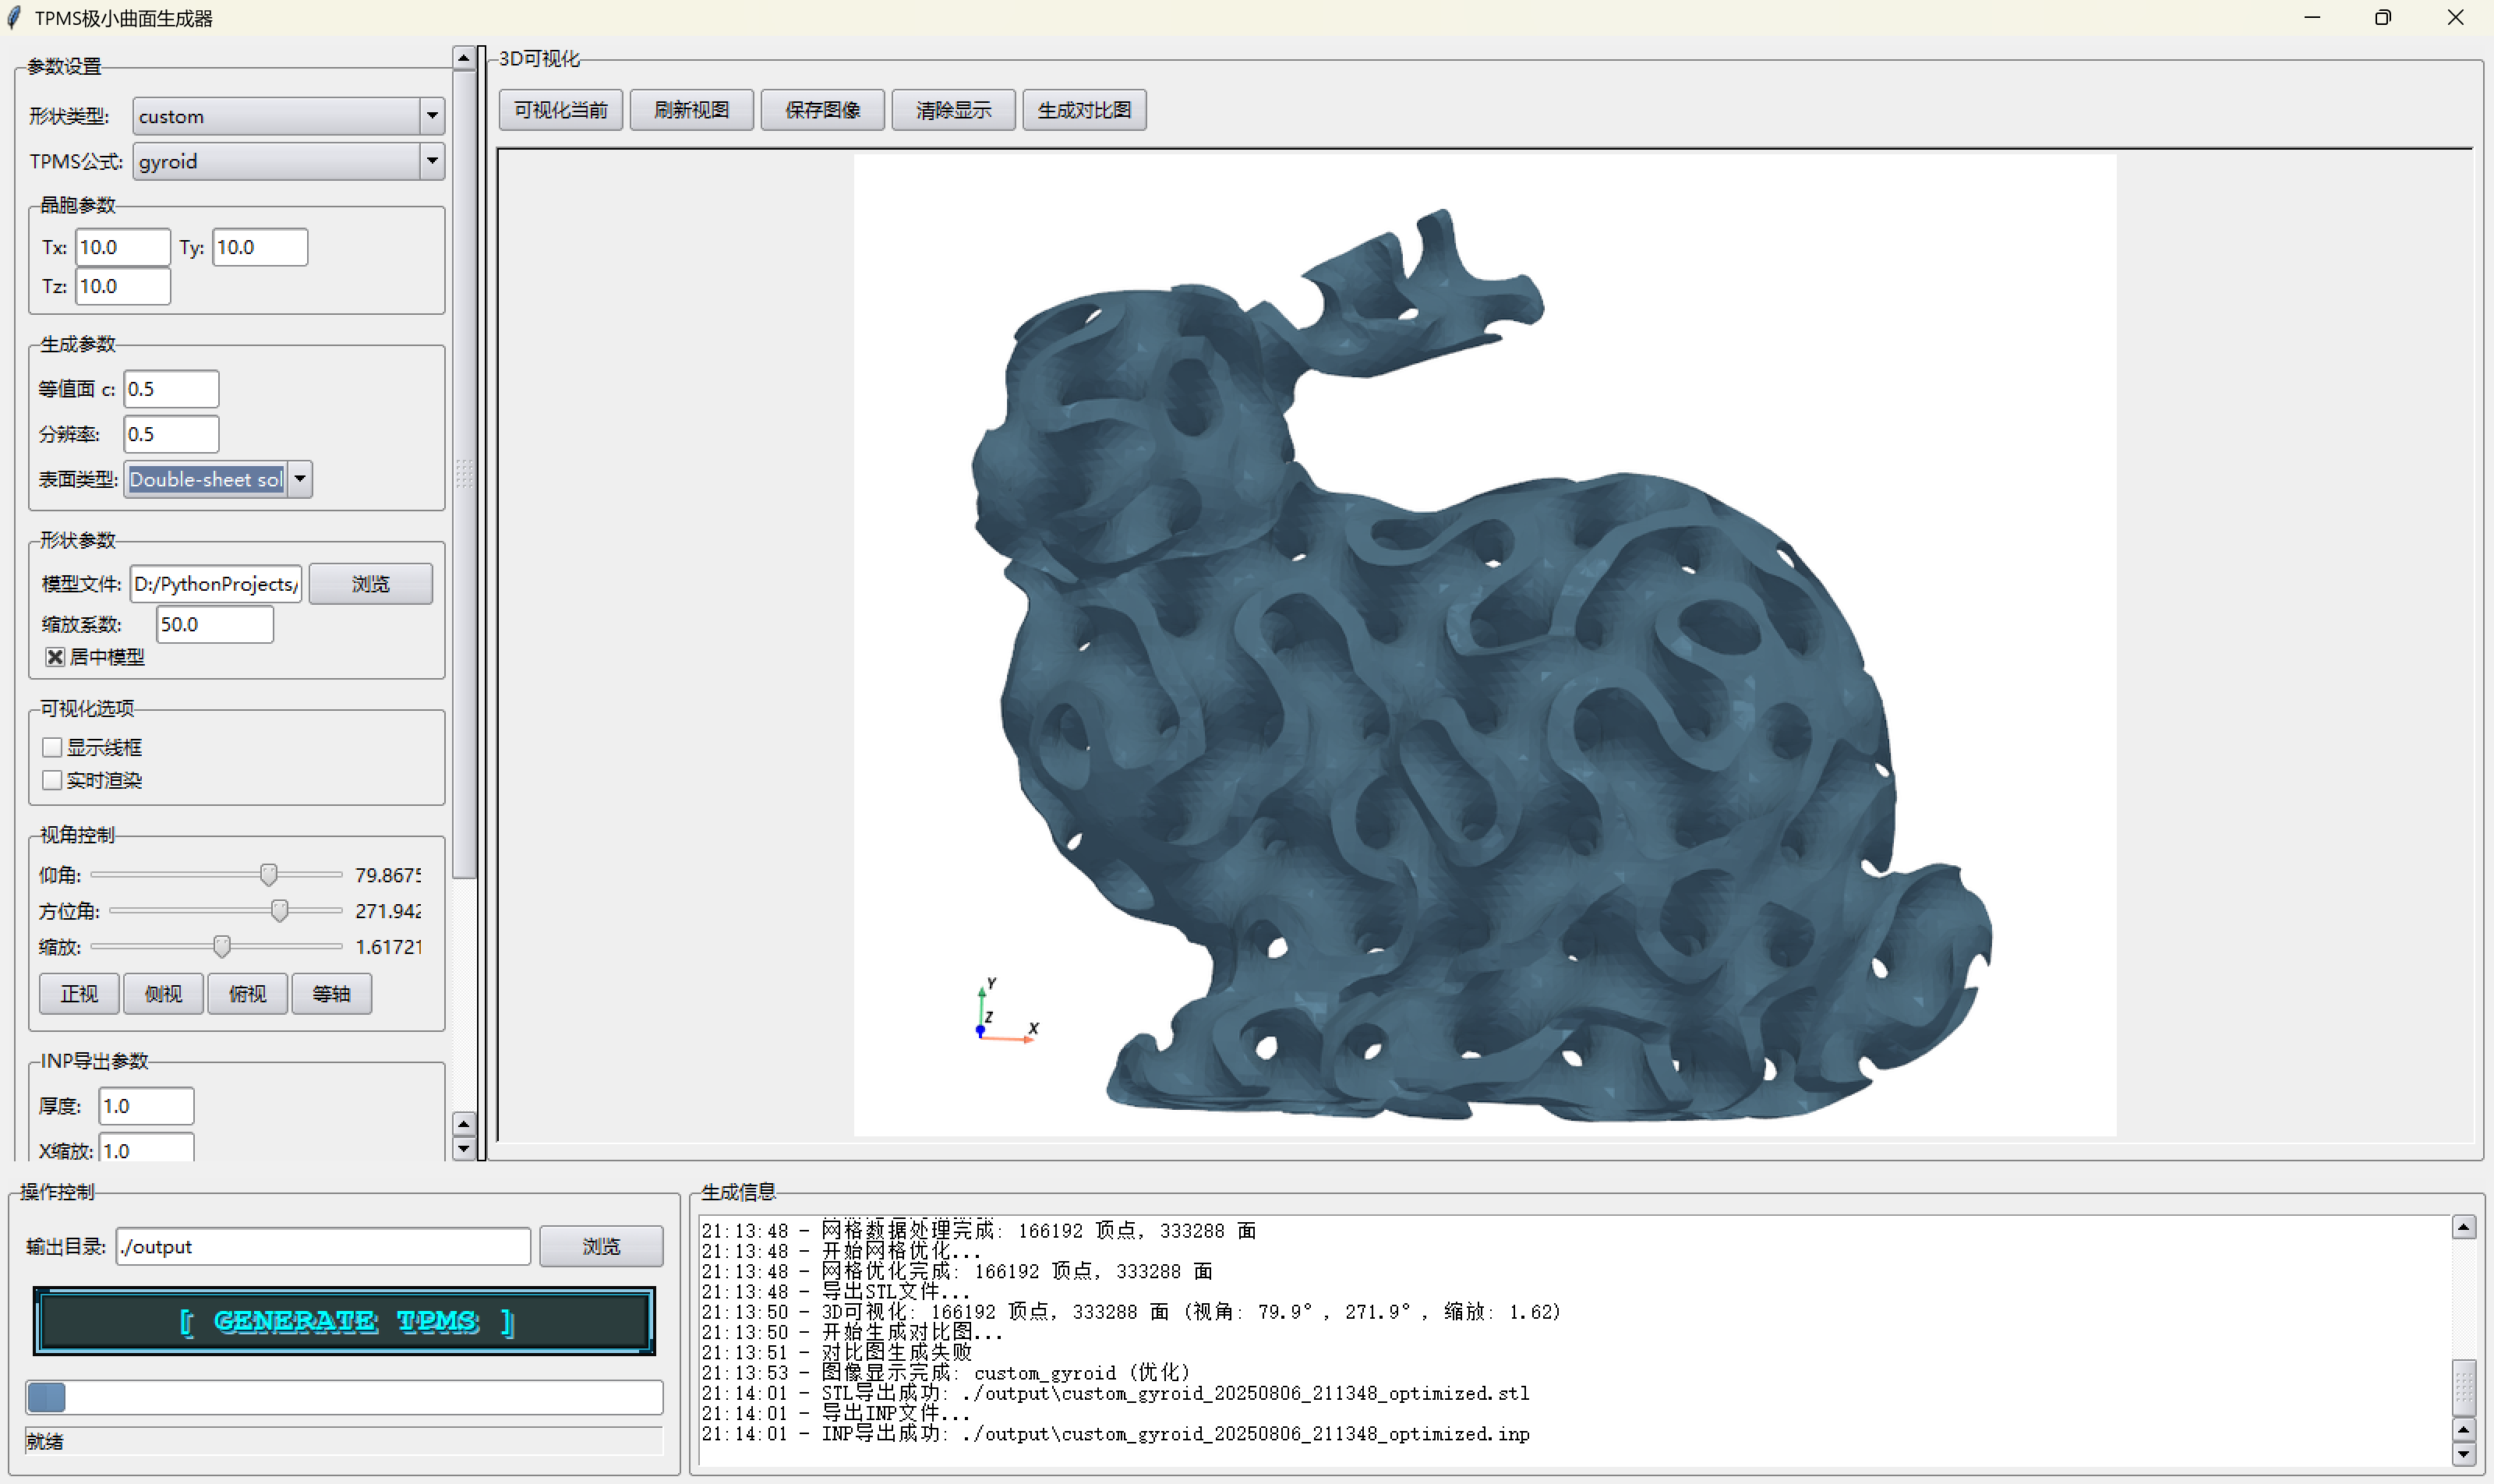 TPMS极小曲面生成器
参数设置
形状类型: custom
TPMS公式: gyroid
晶胞参数
Tx: 10.0 Ty: 10.0
Tz: 10.0
生成参数
等值面 c: 0.5
分辨率: 0.5
表面类型: Double-sheet sol
形状参数
模型文件: D:/PythonProjects/ 浏览
缩放系数: 50.0
居中模型
可视化选项
显示线框
实时渲染
视角控制
仰角: 79.8675
方位角: 271.942
缩放: 1.61721
正视 侧视 俯视 等轴
INP导出参数
厚度: 1.0
X缩放: 1.0
3D可视化
可视化当前 刷新视图 保存图像 清除显示 生成对比图
Y
Z
X
操作控制
输出目录: ./output 浏览
[ GENERATE TPMS ]
就绪
生成信息
21:13:48 - 网格数据处理完成: 166192 顶点, 333288 面
21:13:48 - 开始网格优化...
21:13:48 - 网格优化完成: 166192 顶点, 333288 面
21:13:48 - 导出STL文件...
21:13:50 - 3D可视化: 166192 顶点, 333288 面 (视角: 79.9°, 271.9°, 缩放: 1.62)
21:13:50 - 开始生成对比图...
21:13:51 - 对比图生成失败
21:13:53 - 图像显示完成: custom_gyroid (优化)
21:14:01 - STL导出成功: ./output\custom_gyroid_20250806_211348_optimized.stl
21:14:01 - 导出INP文件...
21:14:01 - INP导出成功: ./output\custom_gyroid_20250806_211348_optimized.inp